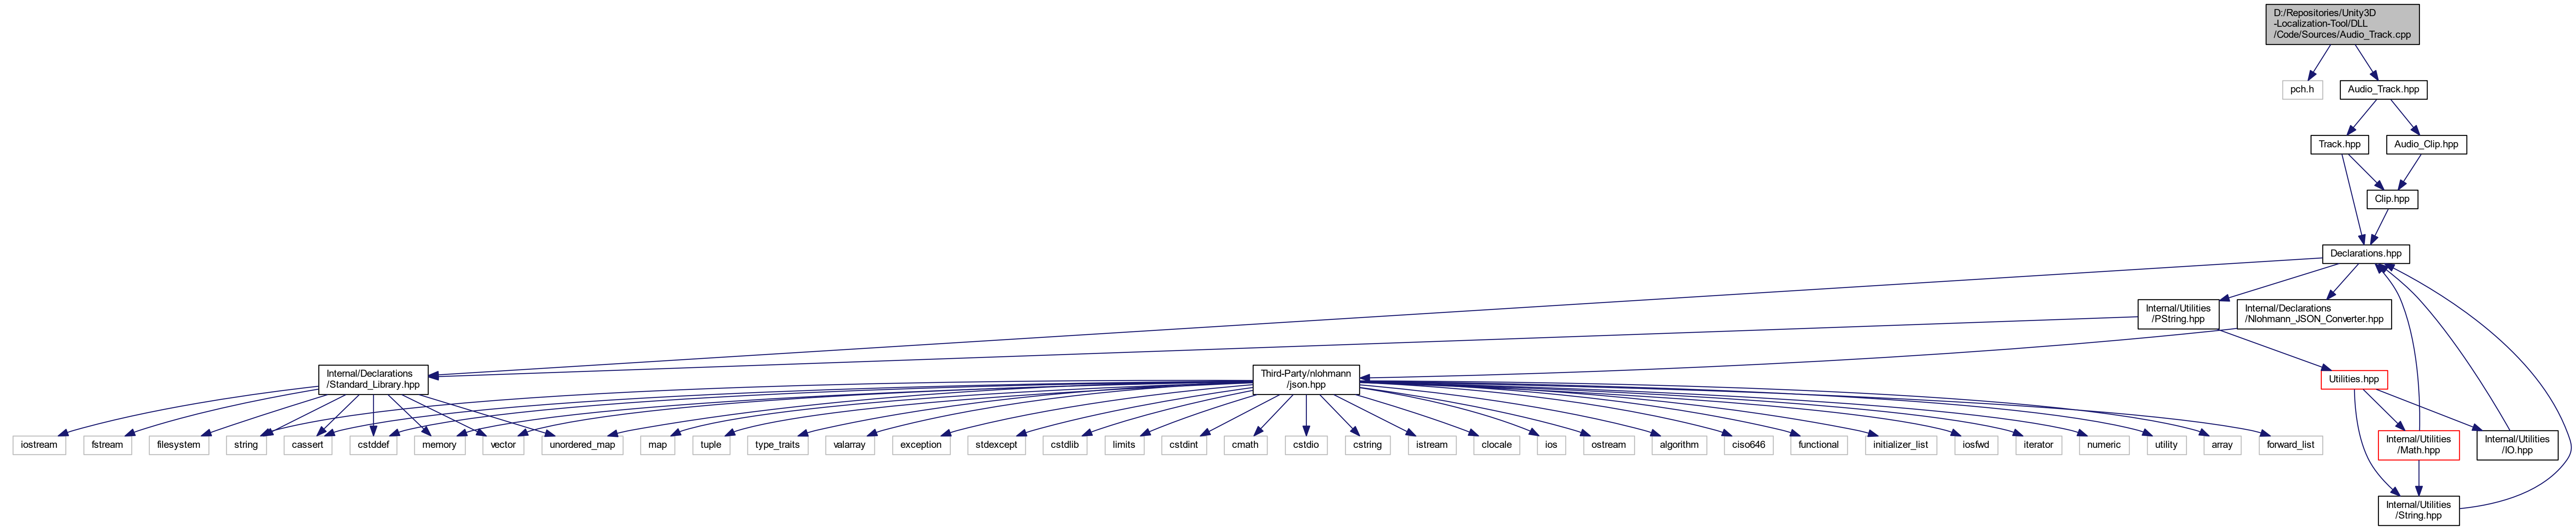 D:/Repositories/Unity3D
-Localization-Tool/DLL
/Code/Sources/Audio_Track.cpp
pch.h
Audio_Track.hpp
Track.hpp
Audio_Clip.hpp
Clip.hpp
Declarations.hpp
Internal/Utilities
/PString.hpp
Internal/Declarations
/Nlohmann_JSON_Converter.hpp
Internal/Declarations
/Standard_Library.hpp
Third-Party/nlohmann
/json.hpp
Utilities.hpp
iostream
fstream
filesystem
string
cassert
cstddef
memory
vector
unordered_map
map
tuple
type_traits
valarray
exception
stdexcept
cstdlib
limits
cstdint
cmath
cstdio
cstring
istream
clocale
ios
ostream
algorithm
ciso646
functional
initializer_list
iosfwd
iterator
numeric
utility
array
forward_list
Internal/Utilities
/Math.hpp
Internal/Utilities
/IO.hpp
Internal/Utilities
/String.hpp